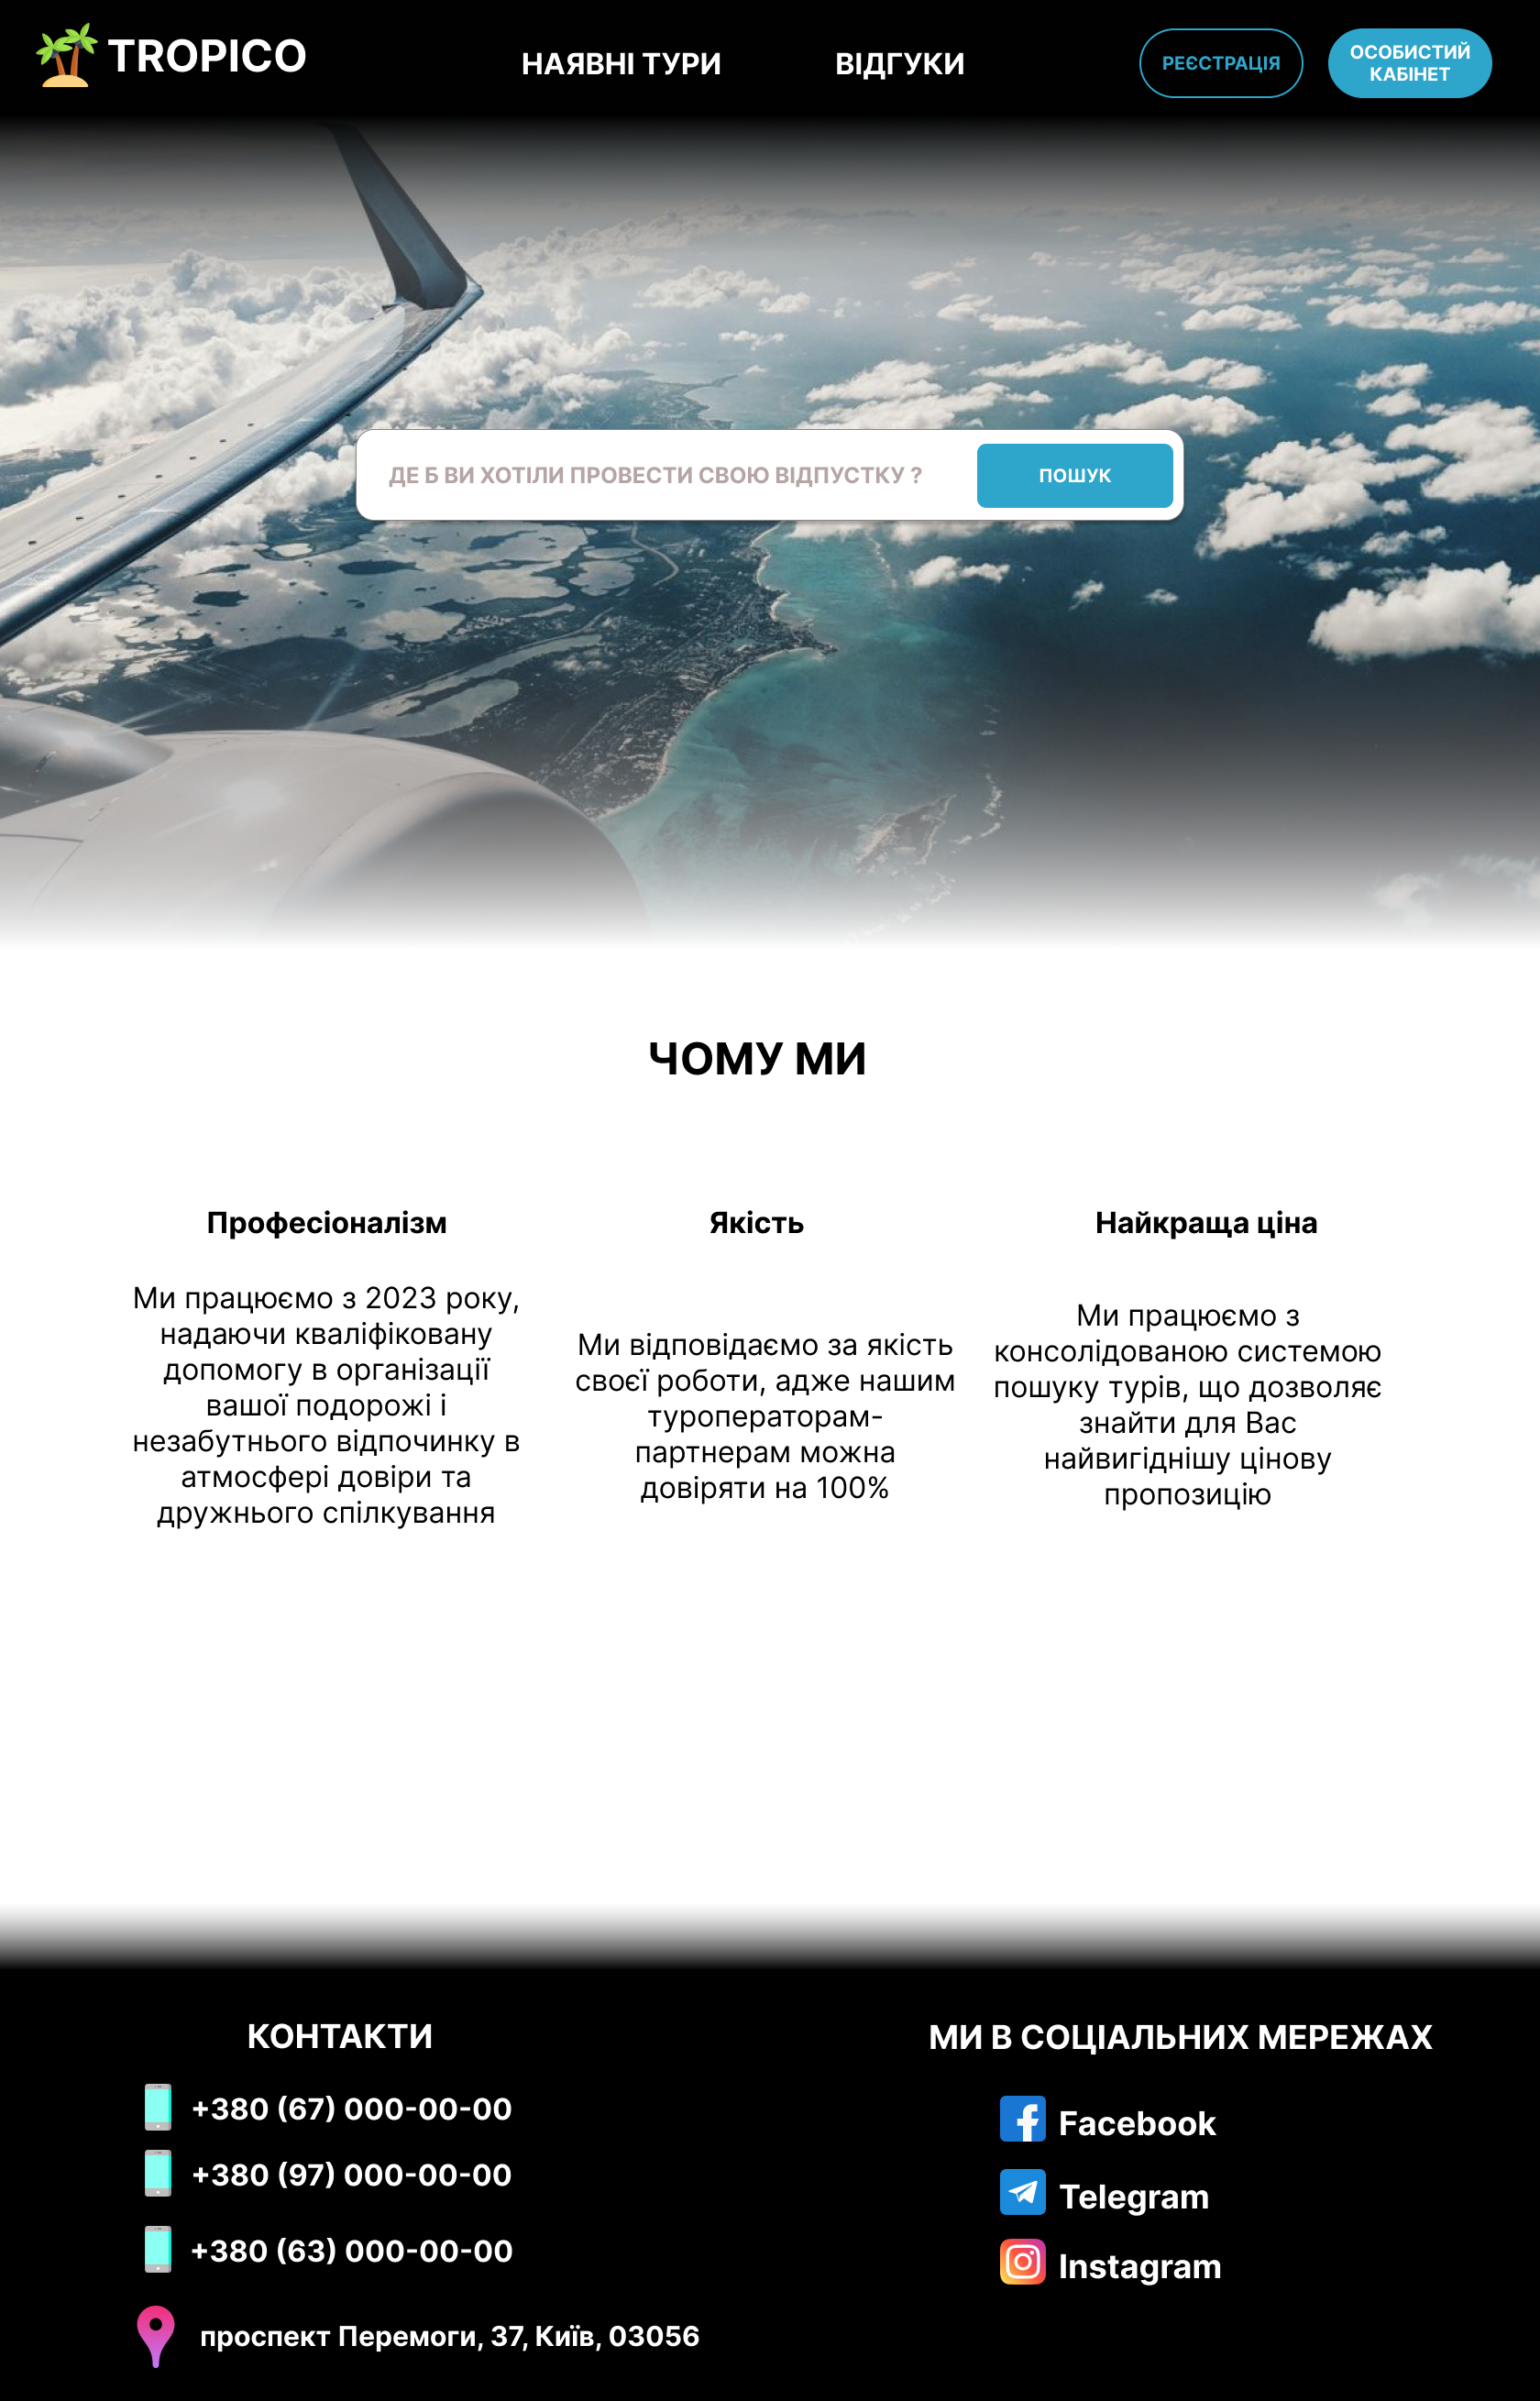 TROPICO
НАЯВНІ ТУРИ
ВІДГУКИ
РЕЄСТРАЦІЯ
ОСОБИСТИЙ
КАБІНЕТ
ДЕ Б ВИ ХОТІЛИ ПРОВЕСТИ СВОЮ ВІДПУСТКУ ?
ПОШУК
ЧОМУ МИ
Професіоналізм
Ми працюємо з 2023 року,
надаючи кваліфіковану
допомогу в організації
вашої подорожі і
незабутнього відпочинку в
атмосфері довіри та
дружнього спілкування
Якість
Ми відповідаємо за якість
своєї роботи, адже нашим
туроператорам-
партнерам можна
довіряти на 100%
Найкраща ціна
Ми працюємо з
консолідованою системою
пошуку турів, що дозволяє
знайти для Вас
найвигіднішу цінову
пропозицію
КОНТАКТИ
+380 (67) 000-00-00
+380 (97) 000-00-00
+380 (63) 000-00-00
проспект Перемоги, 37, Київ, 03056
МИ В СОЦІАЛЬНИХ МЕРЕЖАХ
Facebook
Telegram
Instagram